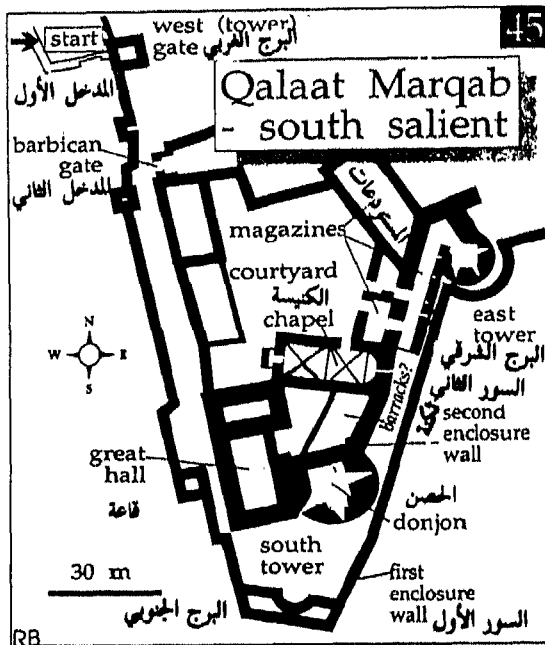 45
start
west (tower)
gate البرج الغربي
المدخل الأول
Qalaat Marqab
- south salient
barbican
gate
المدخل الثاني
المستودعات
magazines
courtyard
الكنيسة
chapel
N
W E
S
east
tower
البرج الشرقي
السور الثاني
barracks?
ثكنة
second
enclosure
wall
great
hall
قاعة
الحصن
donjon
south
tower
30 m
البرج الجنوبي
first
enclosure
wall السور الأول
RB